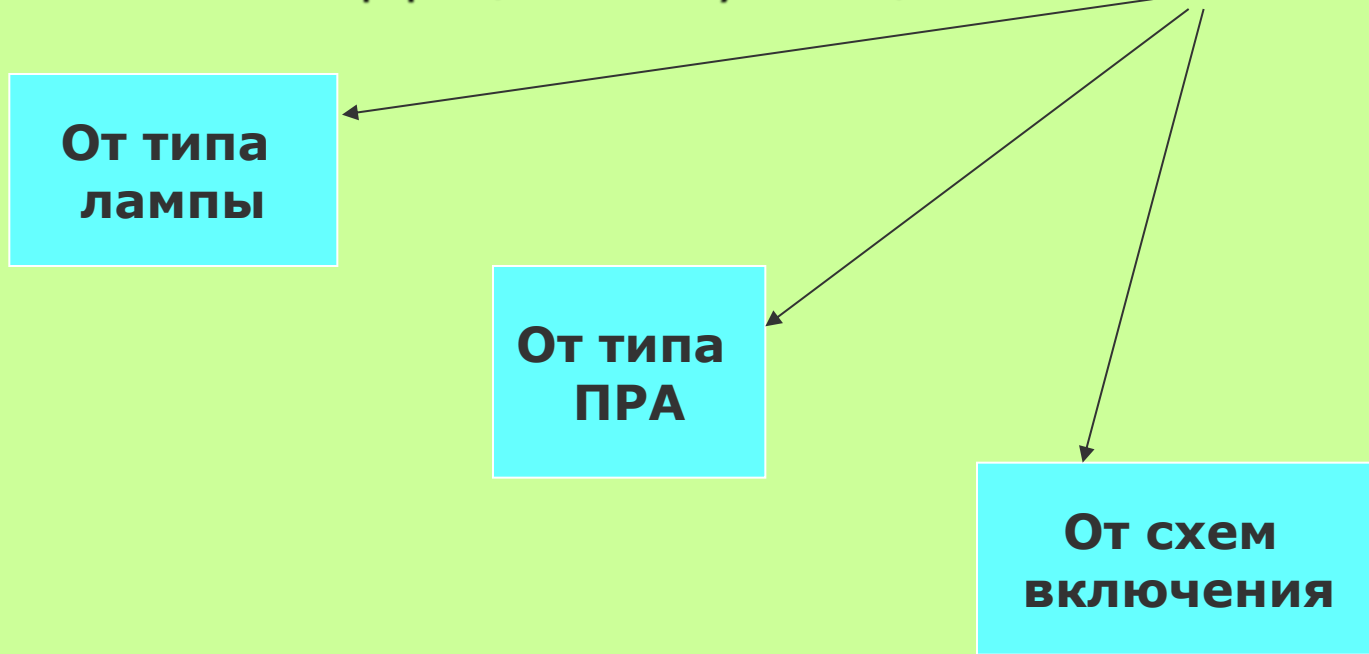 От типа
лампы
От типа
ПРА
От схем
включения